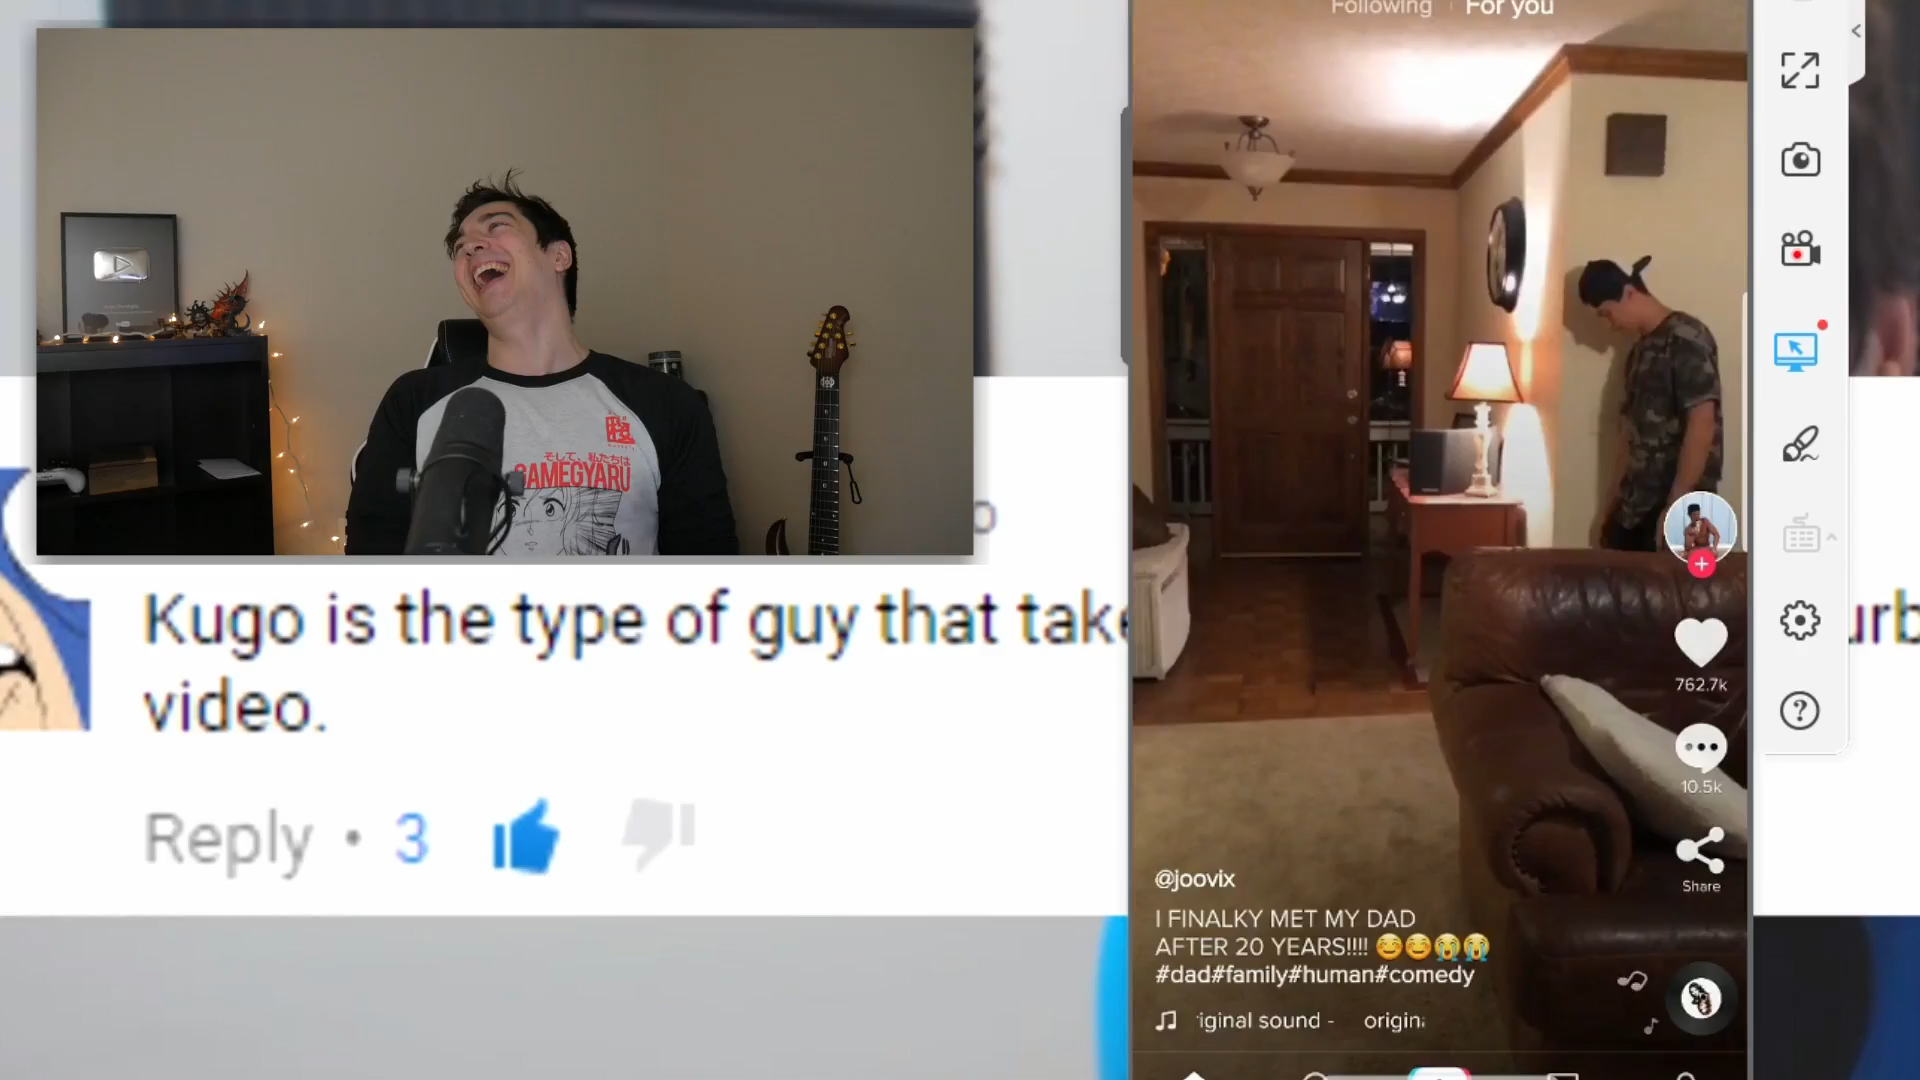 Following
For you
そして、私たちは
GAMEGYARU
Kugo is the type of guy that take
urb
video.
Reply • 3
762.7k
10.5k
Share
@joovix
I FINALKY MET MY DAD
AFTER 20 YEARS!!!! 😊😊😭😭
#dad#family#human#comedy
iginal sound - origin